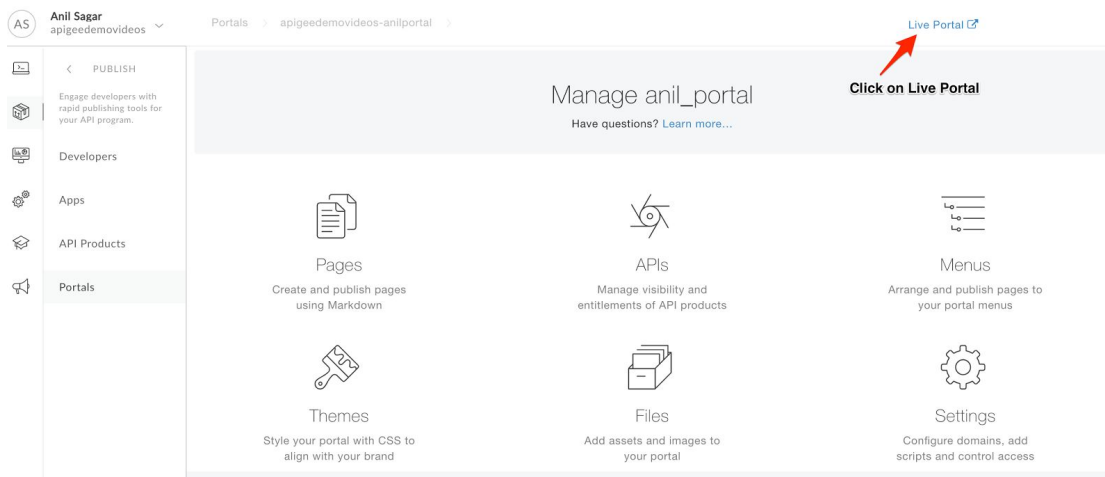 AS
Anil Sagar
apigeedemovideos
Portals > apigeedemovideos-anilportal >
Live Portal
Click on Live Portal
< PUBLISH
Engage developers with
rapid publishing tools for
your API program.
Developers
Apps
API Products
Portals
Manage anil_portal
Have questions? Learn more...
Pages
Create and publish pages
using Markdown
APIs
Manage visibility and
entitlements of API products
Menus
Arrange and publish pages to
your portal menus
Themes
Style your portal with CSS to
align with your brand
Files
Add assets and images to
your portal
Settings
Configure domains, add
scripts and control access